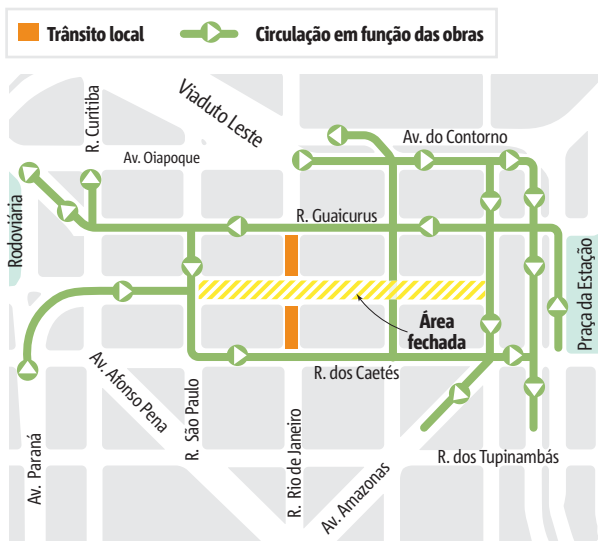 Trânsito local
Circulação em função das obras
Viaduto Leste
R. Curitiba
Av. do Contorno
Av. Oiapoque
Rodoviária
R. Guaicurus
Praça da Estação
Área
fechada
R. dos Caetés
Av. Afonso Pena
R. São Paulo
R. Rio de Janeiro
Av. Paraná
Av. Amazonas
R. dos Tupinambás